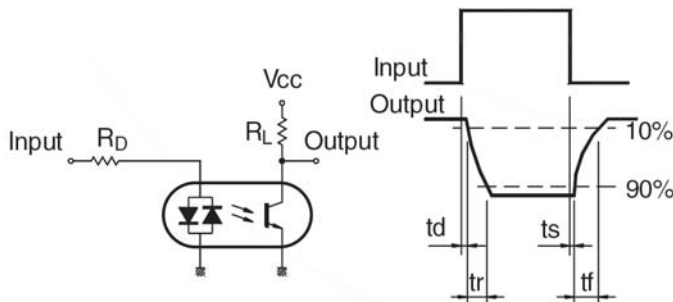 Input
RD
Vcc
RL
Output
Input
Output
10%
90%
td
ts
tr
tf